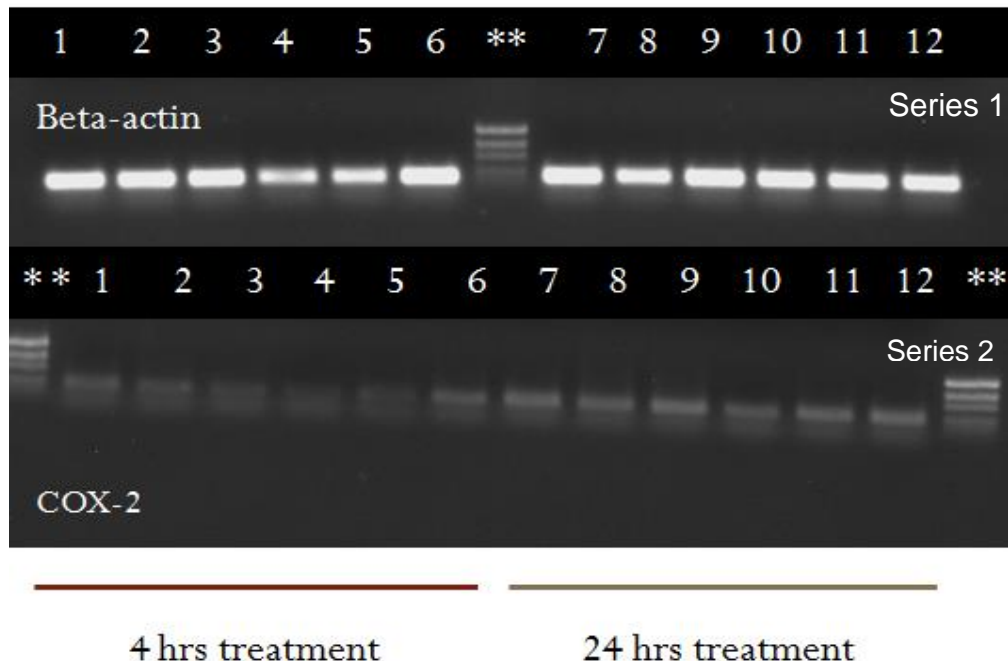 1 2 3 4 5 6 ** 7 8 9 10 11 12
Beta-actin
Series 1
** 1 2 3 4 5 6 7 8 9 10 11 12 **
Series 2
COX-2
4 hrs treatment
24 hrs treatment